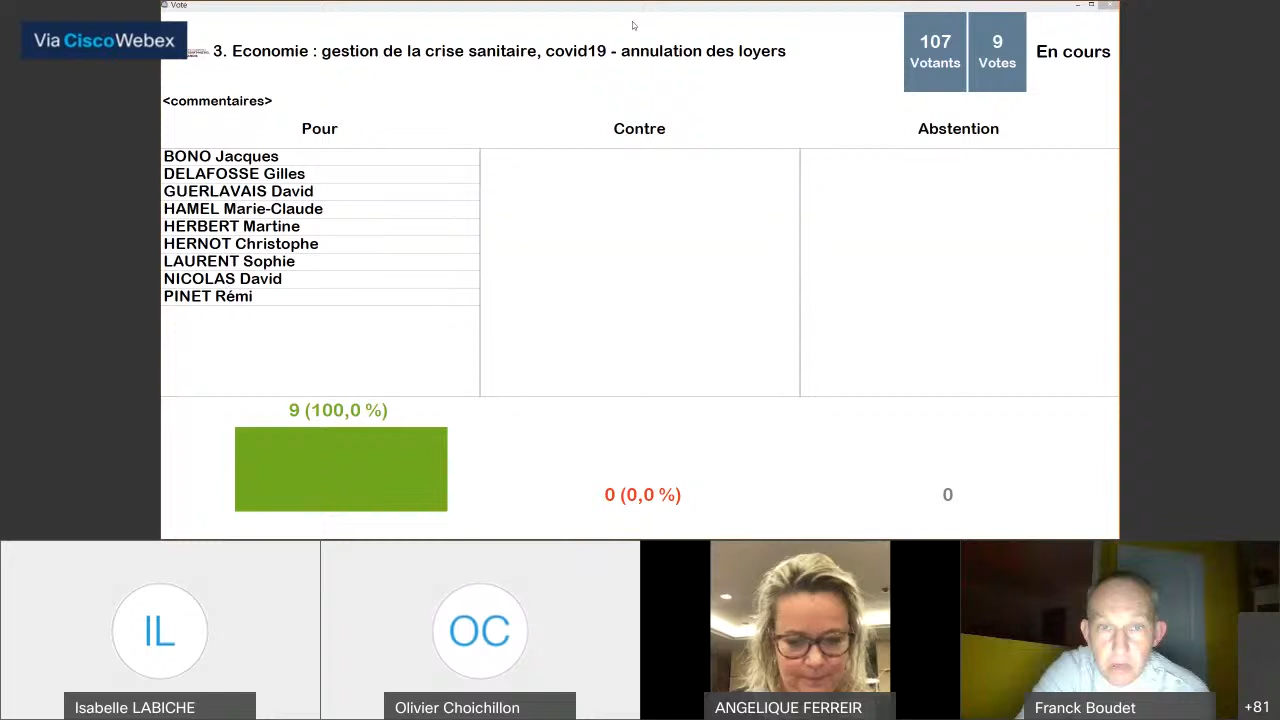 Vote
Via CiscoWebex
3. Economie : gestion de la crise sanitaire, covid19 - annulation des loyers
107
Votants
9
Votes
En cours
<commentaires>
Pour
Contre
Abstention
BONO Jacques
DELAFOSSE Gilles
GUERLAVAIS David
HAMEL Marie-Claude
HERBERT Martine
HERNOT Christophe
LAURENT Sophie
NICOLAS David
PINET Rémi
9 (100,0 %)
0 (0,0 %)
0
IL
OC
Isabelle LABICHE
Olivier Choichillon
ANGELIQUE FERREIR
Franck Boudet
+81